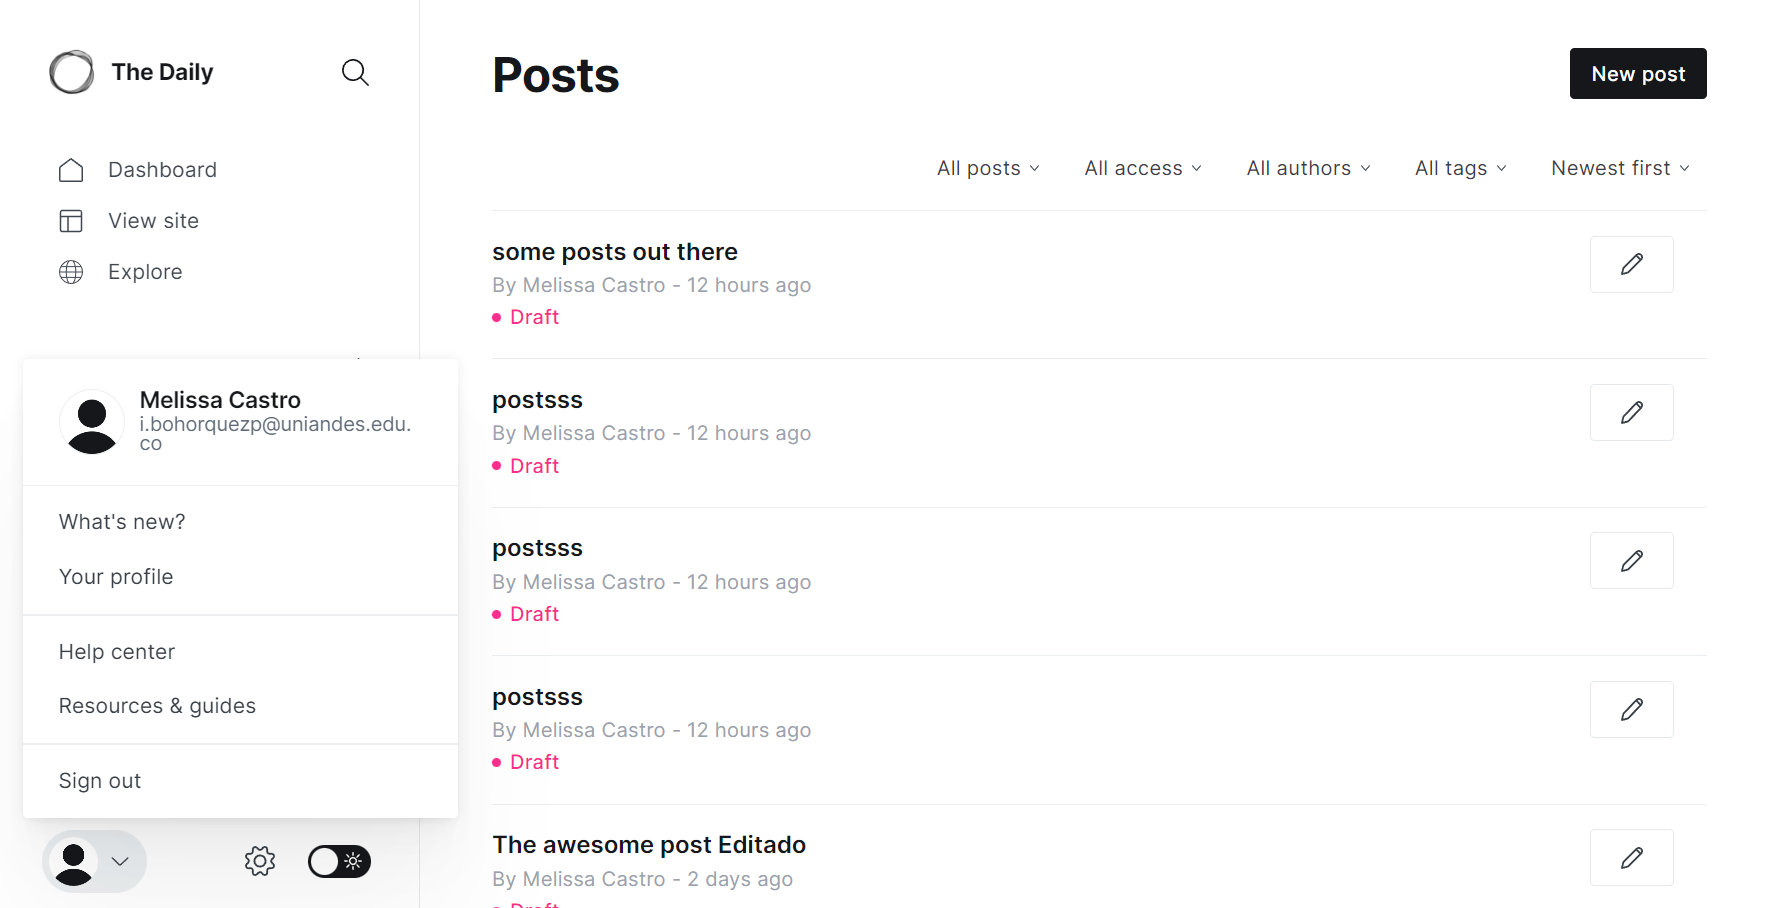 The Daily
Dashboard
View site
Explore
Melissa Castro
i.bohorquezp@uniandes.edu.
co
What's new?
Your profile
Help center
Resources & guides
Sign out
Posts
New post
All posts
All access
All authors
All tags
Newest first
some posts out there
By Melissa Castro - 12 hours ago
Draft
postsss
By Melissa Castro - 12 hours ago
Draft
postsss
By Melissa Castro - 12 hours ago
Draft
postsss
By Melissa Castro - 12 hours ago
Draft
The awesome post Editado
By Melissa Castro - 2 days ago
Draft